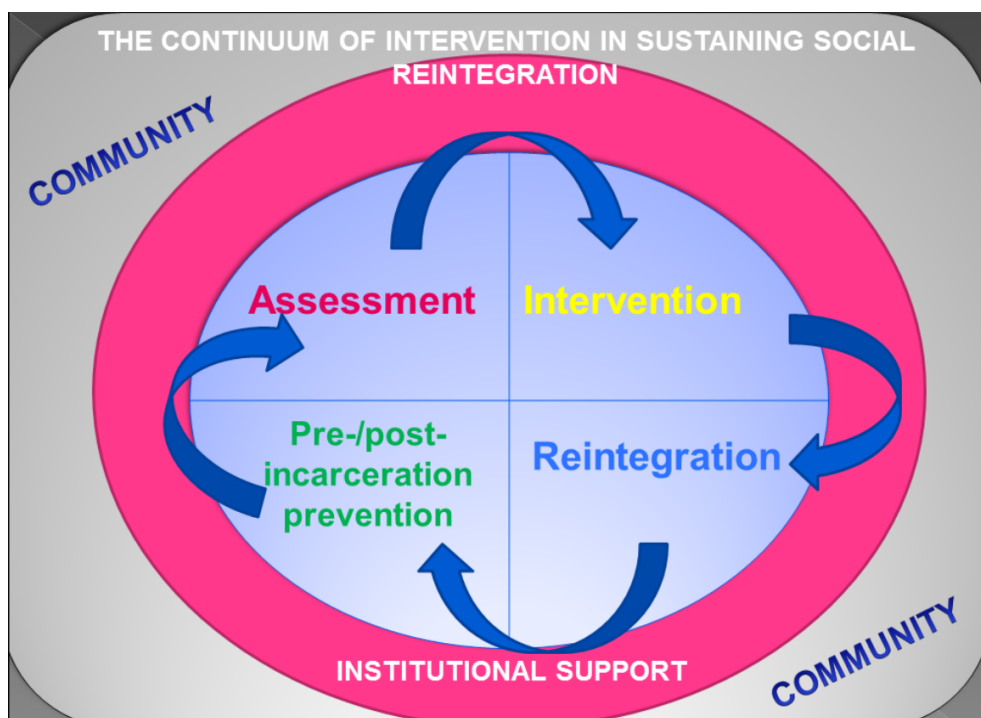 THE CONTINUUM OF INTERVENTION IN SUSTAINING SOCIAL
REINTEGRATION
COMMUNITY
Assessment
Intervention
Pre-/post-
incarceration
prevention
Reintegration
INSTITUTIONAL SUPPORT
COMMUNITY